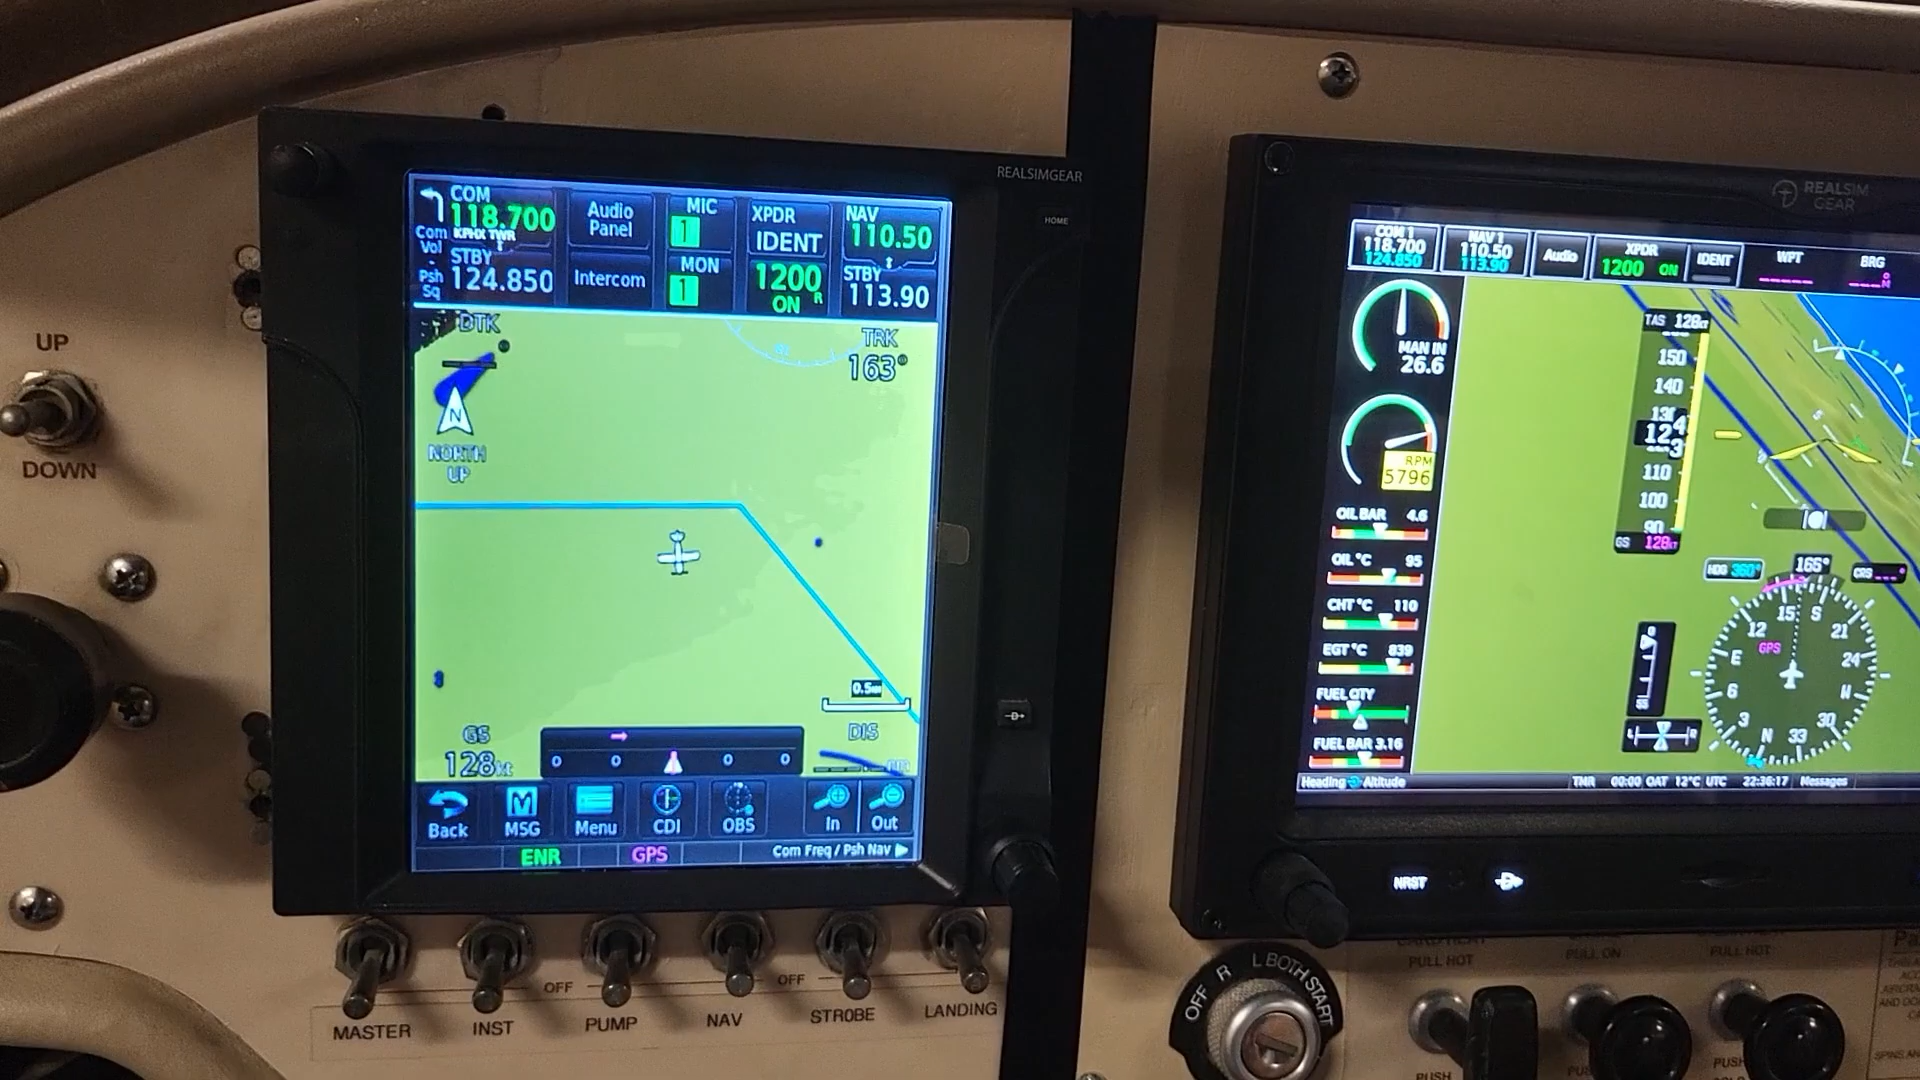 REALSIMGEAR
HOME
COM
118.700
KPHX TWR
Com Vol
-
Psh Sq
STBY
124.850
Audio Panel
Intercom
MIC
1
MON
1
XPDR
IDENT
1200
ON R
NAV
110.50
STBY
113.90
DTK
TRK
163°
N
NORTH UP
0.5
GS
128kt
DIS
0 0 0 0
Back
MSG
Menu
CDI
OBS
In
Out
ENR
GPS
Com Freq / Psh Nav
UP
DOWN
OFF
OFF
MASTER
INST
PUMP
NAV
STROBE
LANDING
REALSIM
GEAR
COM 1
118.700
124.850
NAV 1
110.50
113.90
Audio
XPDR
1200 ON
IDENT
WPT
BRG
MAN IN
26.6
RPM
5796
OIL BAR 4.6
OIL °C 95
CHT °C 110
EGT °C 839
FUEL QTY
FUEL BAR 3.16
TAS 128KT
150
140
110
100
90
GS 128KT
HDG 360°
165°
CRS
GPS
12 15 S 21 24 30 33 N 3 6 E
L R
Heading Altitude
TMR 00:00 OAT 12°C UTC 22:36:17 Messages
NRST
OFF R L BOTH START
PULL HOT
PULL ON
PULL HOT
PUSH